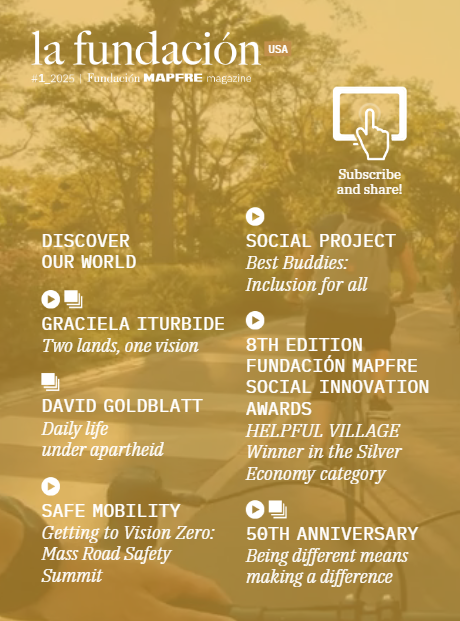 la fundación USA
#1_2025 | Fundación MAPFRE magazine
Subscribe
and share!
DISCOVER
OUR WORLD
GRACIELA ITURBIDE
Two lands, one vision
DAVID GOLDBLATT
Daily life
under apartheid
SAFE MOBILITY
Getting to Vision Zero:
Mass Road Safety
Summit
SOCIAL PROJECT
Best Buddies:
Inclusion for all
8TH EDITION
FUNDACIÓN MAPFRE
SOCIAL INNOVATION
AWARDS
HELPFUL VILLAGE
Winner in the Silver
Economy category
50TH ANNIVERSARY
Being different means
making a difference